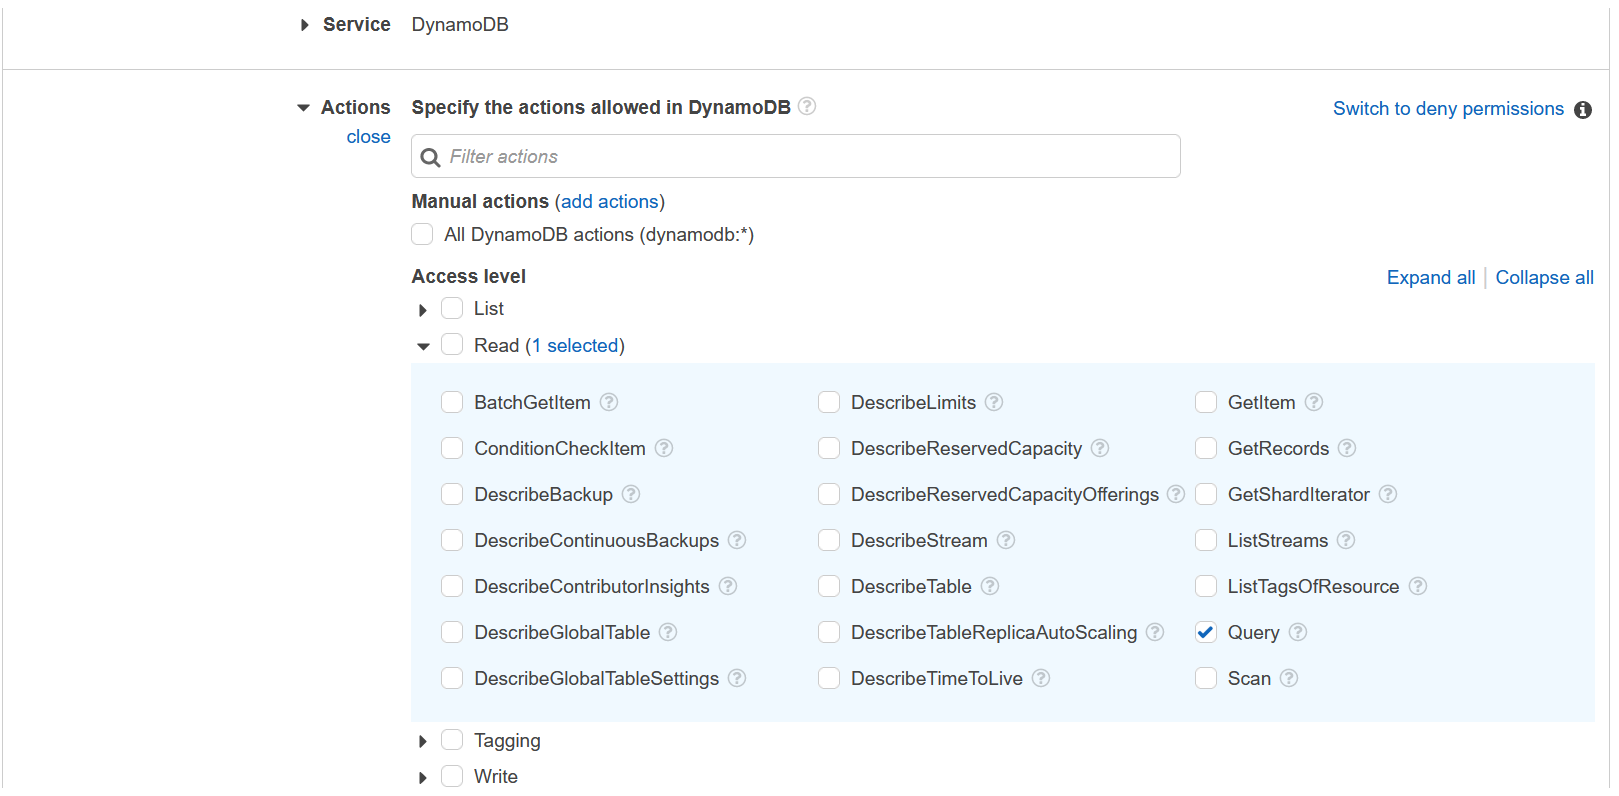 Service DynamoDB
Actions Specify the actions allowed in DynamoDB ? Switch to deny permissions i
close
Filter actions
Manual actions (add actions)
All DynamoDB actions (dynamodb:*)
Access level Expand all | Collapse all
List
Read (1 selected)
BatchGetItem ? DescribeLimits ? GetItem ?
ConditionCheckItem ? DescribeReservedCapacity ? GetRecords ?
DescribeBackup ? DescribeReservedCapacityOfferings ? GetShardIterator ?
DescribeContinuousBackups ? DescribeStream ? ListStreams ?
DescribeContributorInsights ? DescribeTable ? ListTagsOfResource ?
DescribeGlobalTable ? DescribeTableReplicaAutoScaling ? Query ?
DescribeGlobalTableSettings ? DescribeTimeToLive ? Scan ?
Tagging
Write